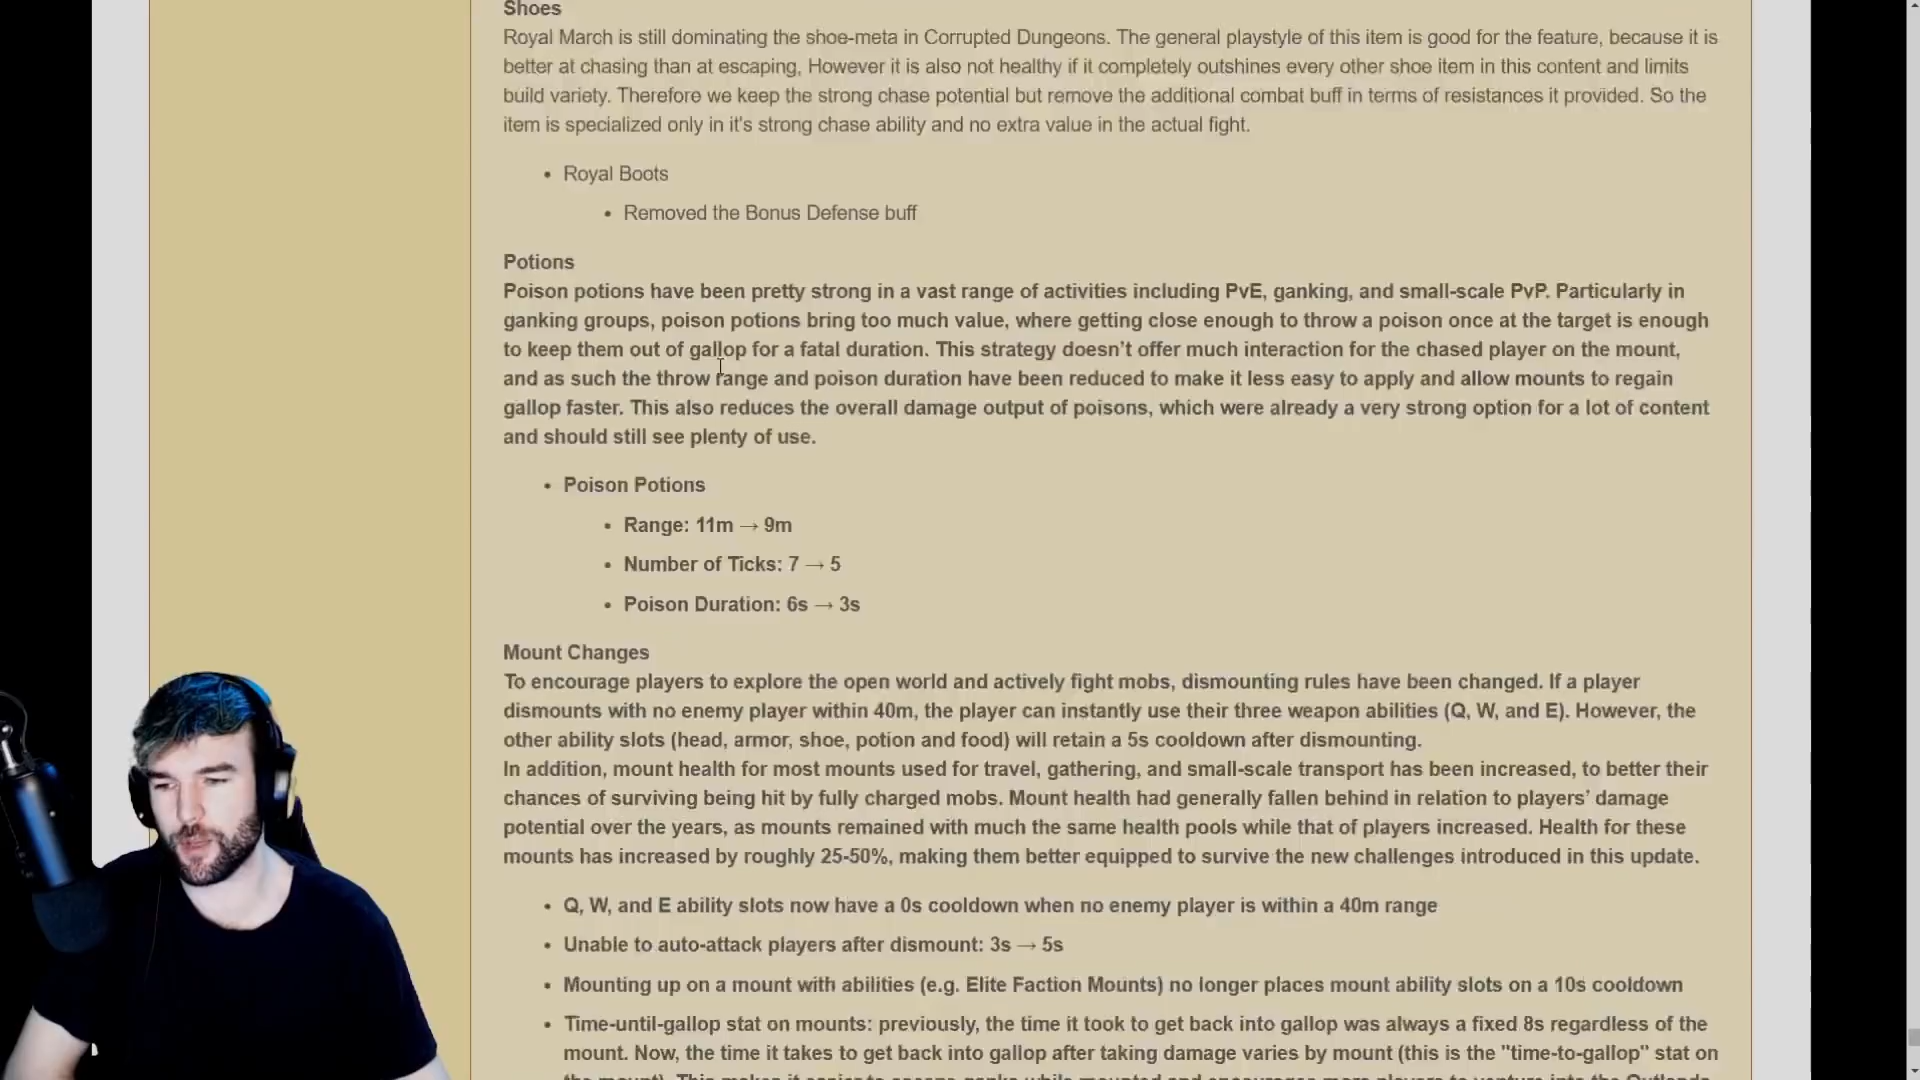 Shoes
Royal March is still dominating the shoe-meta in Corrupted Dungeons. The general playstyle of this item is good for the feature, because it is
better at chasing than at escaping, However it is also not healthy if it completely outshines every other shoe item in this content and limits
build variety. Therefore we keep the strong chase potential but remove the additional combat buff in terms of resistances it provided. So the
item is specialized only in it's strong chase ability and no extra value in the actual fight.
• Royal Boots
• Removed the Bonus Defense buff
Potions
Poison potions have been pretty strong in a vast range of activities including PvE, ganking, and small-scale PvP. Particularly in
ganking groups, poison potions bring too much value, where getting close enough to throw a poison once at the target is enough
to keep them out of gallop for a fatal duration. This strategy doesn't offer much interaction for the chased player on the mount,
and as such the throw range and poison duration have been reduced to make it less easy to apply and allow mounts to regain
gallop faster. This also reduces the overall damage output of poisons, which were already a very strong option for a lot of content
and should still see plenty of use.
• Poison Potions
• Range: 11m → 9m
• Number of Ticks: 7 → 5
• Poison Duration: 6s → 3s
Mount Changes
To encourage players to explore the open world and actively fight mobs, dismounting rules have been changed. If a player
dismounts with no enemy player within 40m, the player can instantly use their three weapon abilities (Q, W, and E). However, the
other ability slots (head, armor, shoe, potion and food) will retain a 5s cooldown after dismounting.
In addition, mount health for most mounts used for travel, gathering, and small-scale transport has been increased, to better their
chances of surviving being hit by fully charged mobs. Mount health had generally fallen behind in relation to players' damage
potential over the years, as mounts remained with much the same health pools while that of players increased. Health for these
mounts has increased by roughly 25-50%, making them better equipped to survive the new challenges introduced in this update.
• Q, W, and E ability slots now have a 0s cooldown when no enemy player is within a 40m range
• Unable to auto-attack players after dismount: 3s → 5s
• Mounting up on a mount with abilities (e.g. Elite Faction Mounts) no longer places mount ability slots on a 10s cooldown
• Time-until-gallop stat on mounts: previously, the time it took to get back into gallop was always a fixed 8s regardless of the
mount. Now, the time it takes to get back into gallop after taking damage varies by mount (this is the "time-to-gallop" stat on